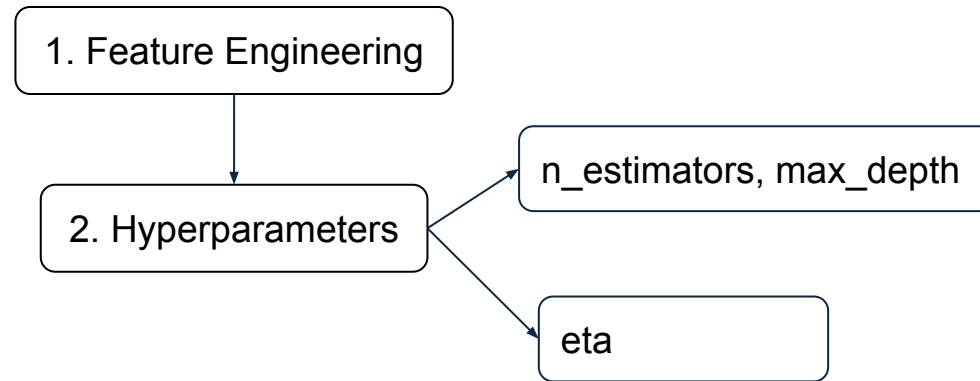 1. Feature Engineering
2. Hyperparameters
n_estimators, max_depth
eta